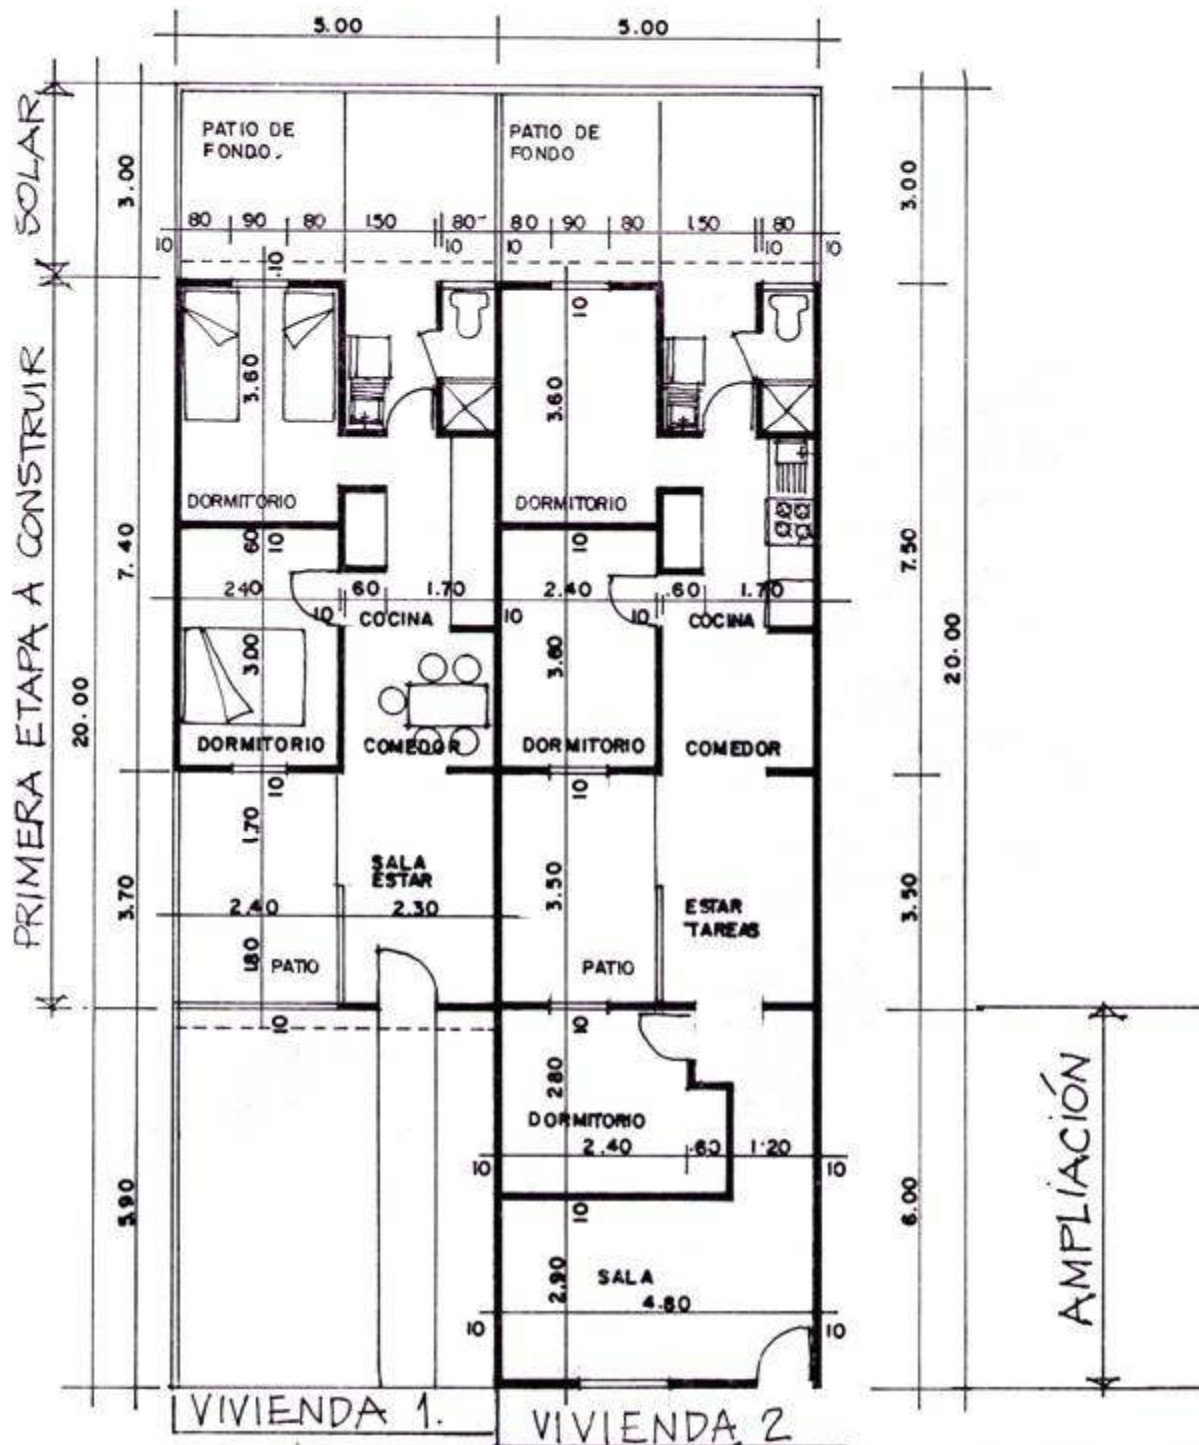 5.00
5.00
SOLAR
PRIMERA ETAPA A CONSTRUIR
3.00
7.40
20.00
3.70
5.90
PATIO DE
FONDO.
PATIO DE
FONDO
80 90 80 1.50 80
10 10
80 90 80 1.50 80
10 10 10
.10
3.60
DORMITORIO
60
10
2.40 .60 1.70
10
COCINA
3.00
DORMITORIO
COMEDOR
10
1.70
SALA
ESTAR
2.40 2.30
1.80
PATIO
10
10
3.60
DORMITORIO
10
2.40 .60 1.70
10 10
COCINA
3.60
DORMITORIO
COMEDOR
10
3.50
ESTAR
TAREAS
PATIO
10
2.80
DORMITORIO
2.40 .60 1.20
10 10
10
2.90
SALA
4.80
10 10
3.00
7.50
20.00
3.50
6.00
AMPLIACIÓN
VIVIENDA 1.
VIVIENDA 2